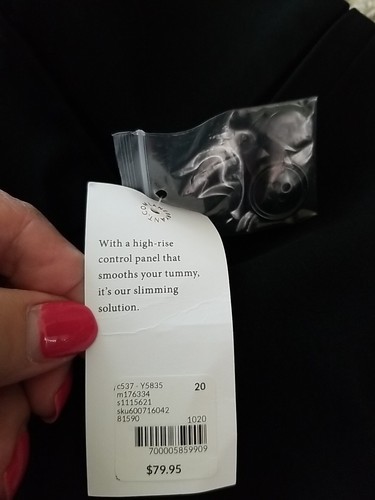 With a high-rise
control panel that
smooths your tummy,
it's our slimming
solution.
c537 - Y5835
20
m176334
s1115621
sku600716042
81590 1020
700005859909
$79.95